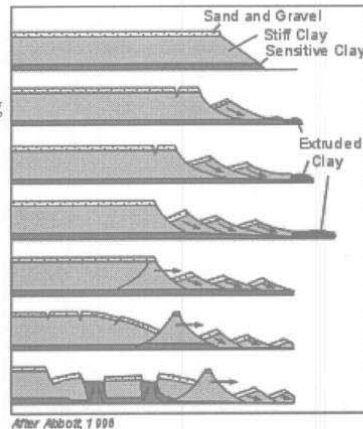 Sand and Gravel
Stiff Clay
Sensitive Clay
Extruded
Clay
After Abbott, 1996